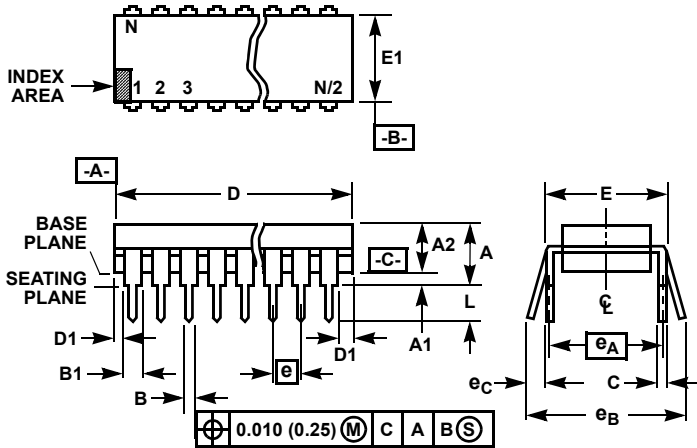 N
E1
INDEX
AREA
1 2 3 N/2
-B-
-A-
D
E
BASE
PLANE
A2
A
-C-
SEATING
PLANE
L
C L
D1
A1
D1
B1
e
eA
eC
C
B
eB
⌖ 0.010 (0.25) Ⓜ C A B Ⓢ